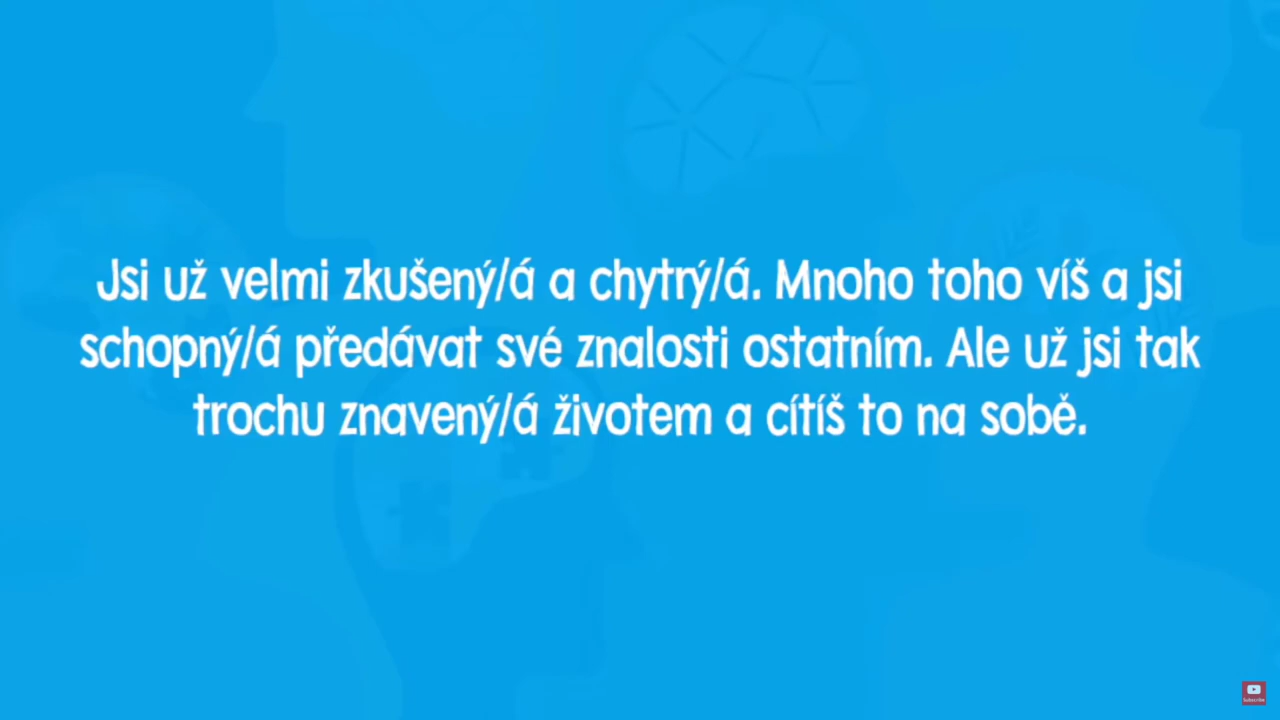 Jsi už velmi zkušený/á a chytrý/á. Mnoho toho víš a jsi
schopný/á předávat své znalosti ostatním. Ale už jsi tak
trochu znavený/á životem a cítíš to na sobě.
Subscribe